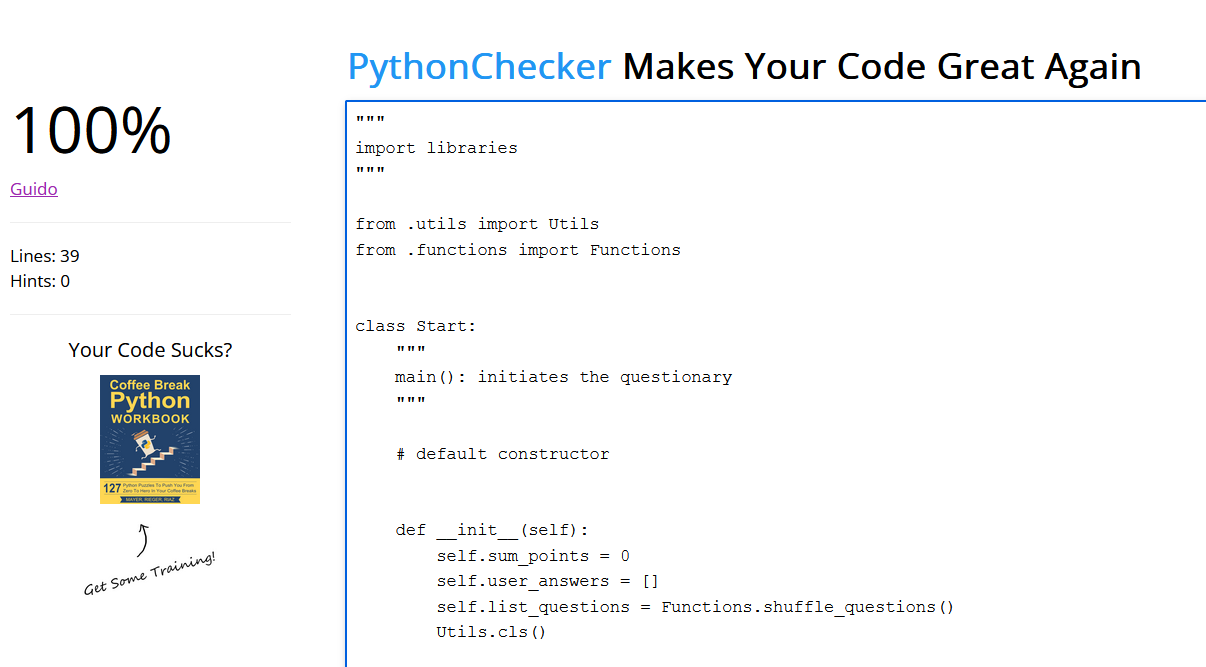 PythonChecker Makes Your Code Great Again
100%
Guido
Lines: 39
Hints: 0
Your Code Sucks?
Coffee Break
Python
WORKBOOK
127 Python Puzzles To Push You From
Zero To Hero In Your Coffee Breaks
MAYER, RIEGER, RIAZ
Get Some Training!
"""
import libraries
"""
from .utils import Utils
from .functions import Functions
class Start:
"""
main(): initiates the questionary
"""
# default constructor
def __init__(self):
self.sum_points = 0
self.user_answers = []
self.list_questions = Functions.shuffle_questions()
Utils.cls()